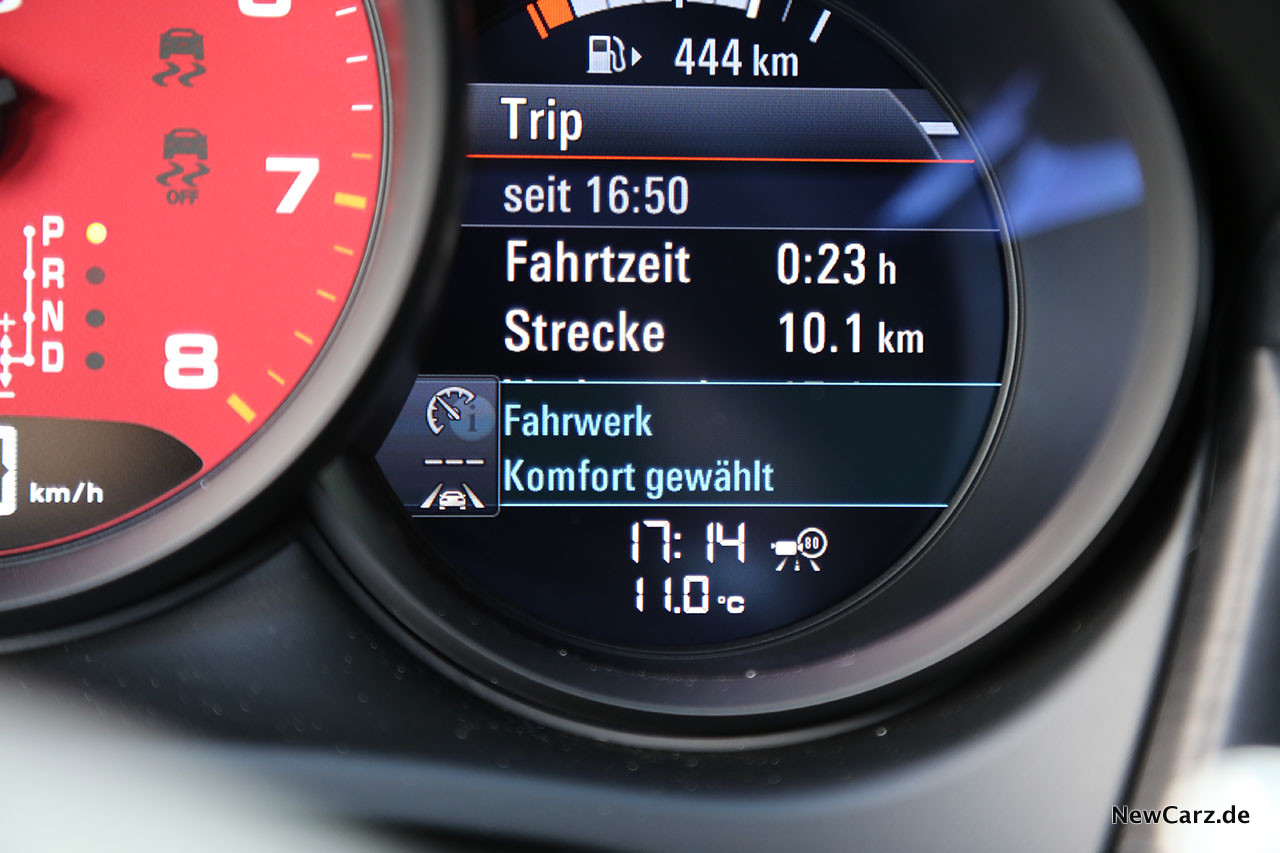 444 km
Trip
seit 16:50
Fahrtzeit 0:23 h
Strecke 10.1 km
Fahrwerk
Komfort gewählt
17:14 80
11.0 °C
OFF
7
8
P
R
N
D
km/h
NewCarz.de